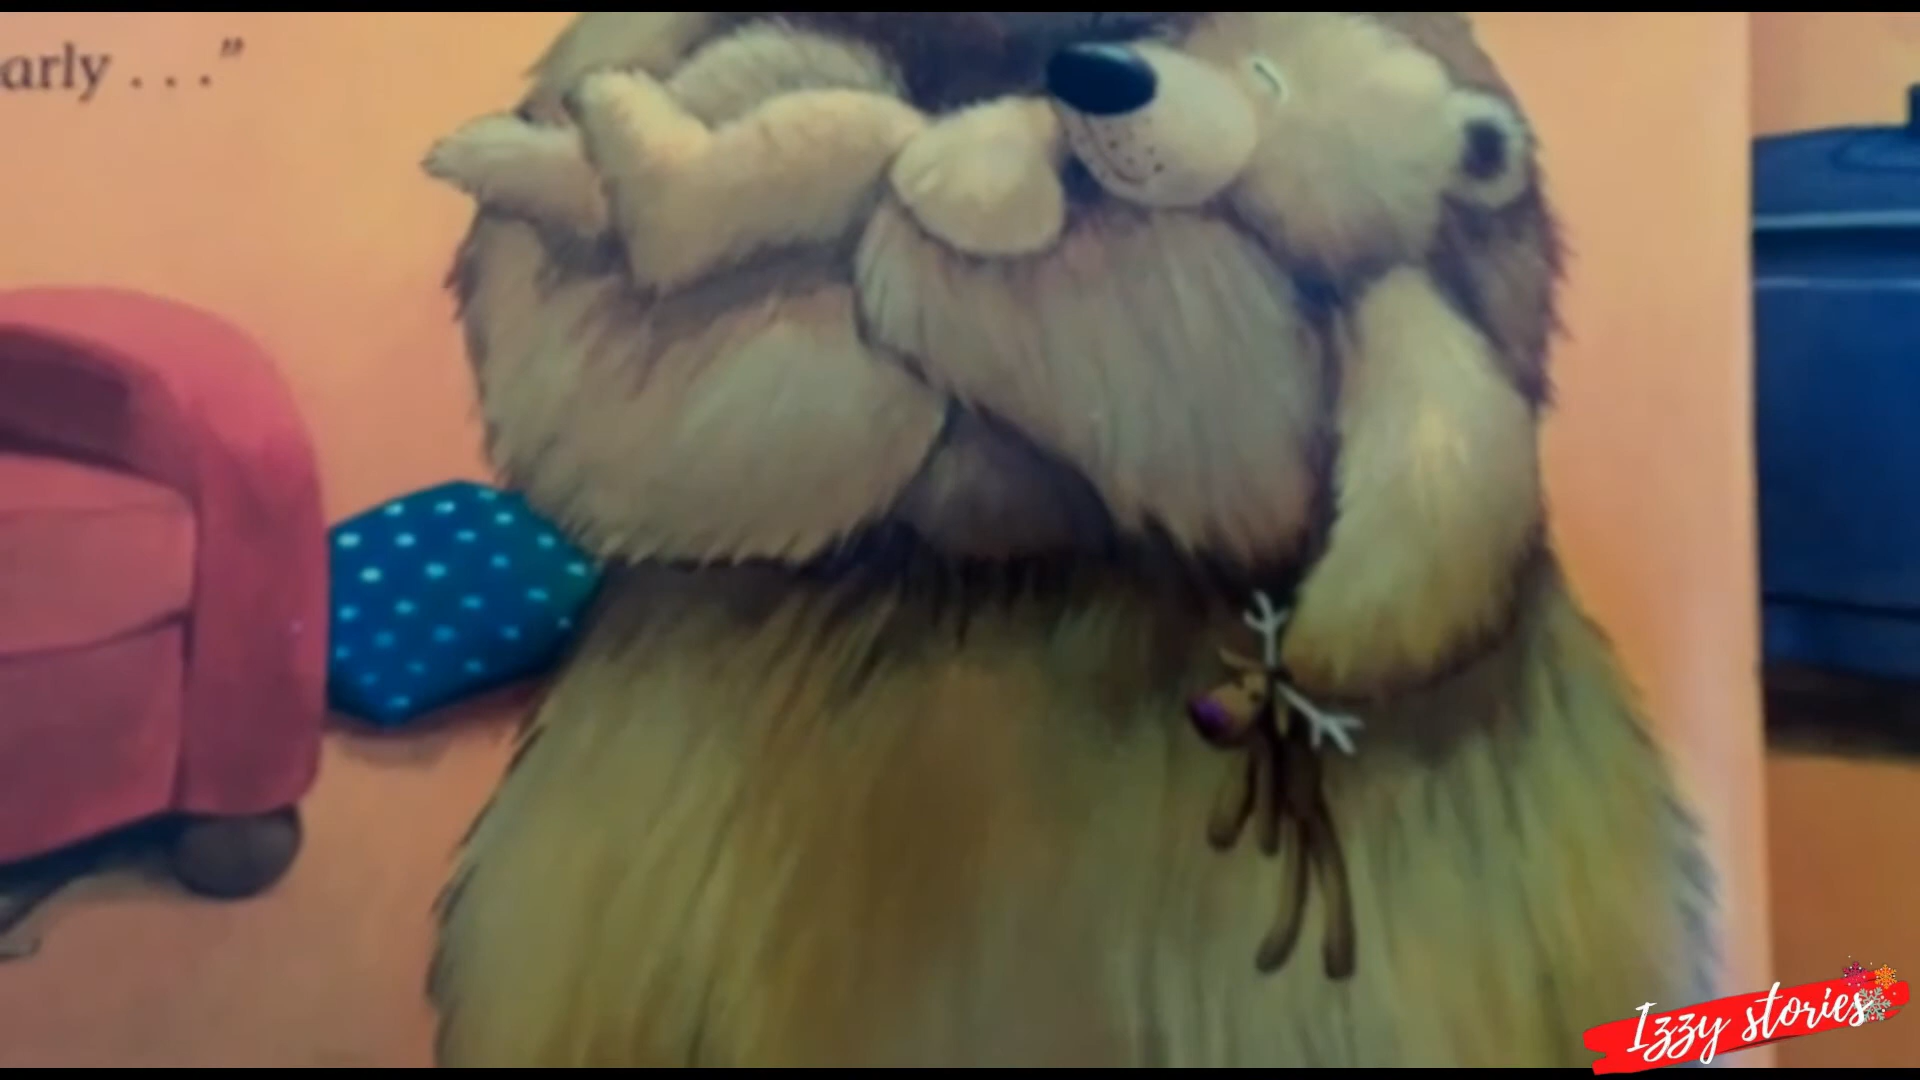 arly . . ."
Izzy stories